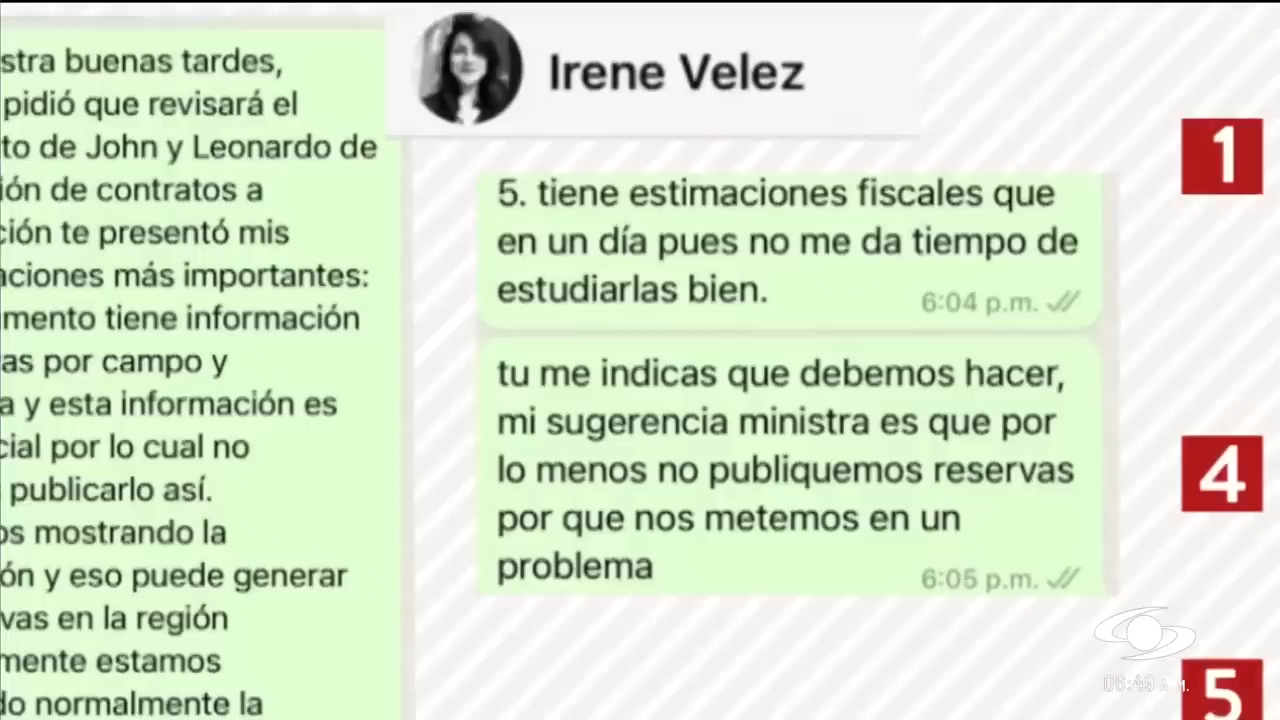 stra buenas tardes,
pidió que revisará el
to de John y Leonardo de
ión de contratos a
ción te presentó mis
aciones más importantes:
mento tiene información
as por campo y
a y esta información es
cial por lo cual no
publicarlo así.
os mostrando la
ón y eso puede generar
vas en la región
mente estamos
do normalmente la
Irene Velez
5. tiene estimaciones fiscales que
en un día pues no me da tiempo de
estudiarlas bien.
6:04 p.m.
tu me indicas que debemos hacer,
mi sugerencia ministra es que por
lo menos no publiquemos reservas
por que nos metemos en un
problema
6:05 p.m.
1
4
5
06:49 A.M.